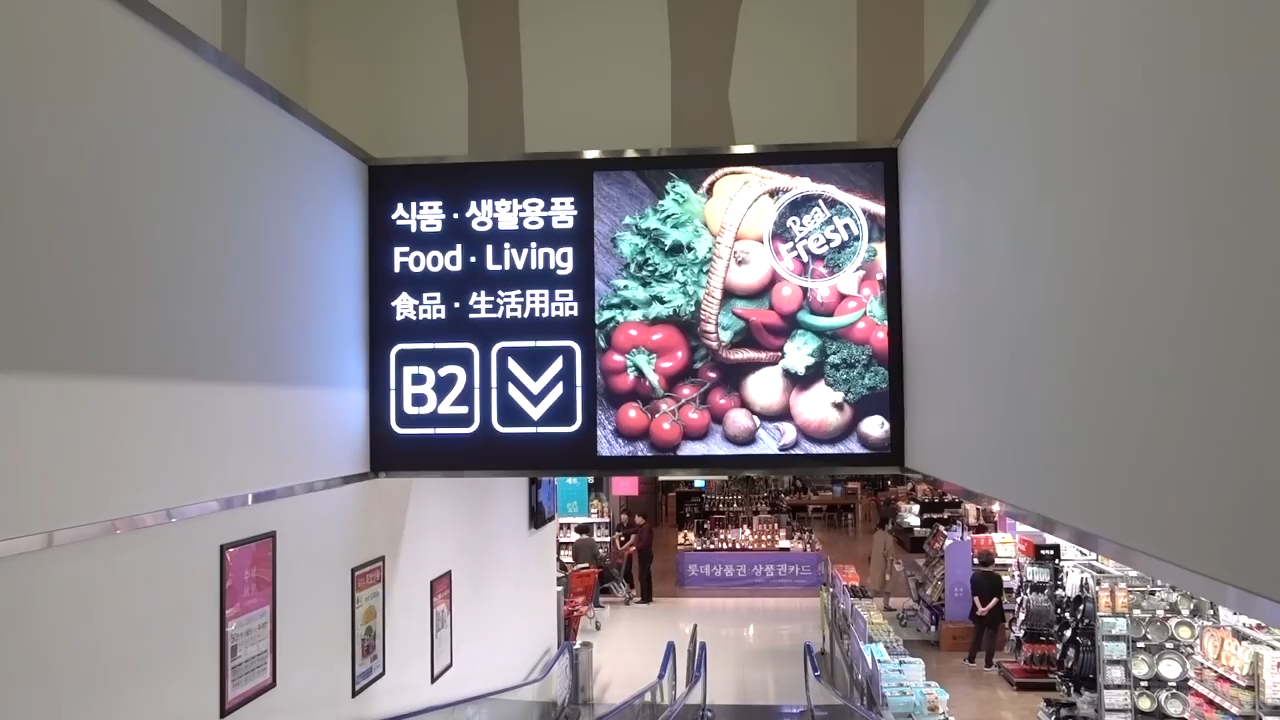 식품 · 생활용품
Food · Living
食品 · 生活用品
B2
Real
Fresh
롯데상품권 상품권카드